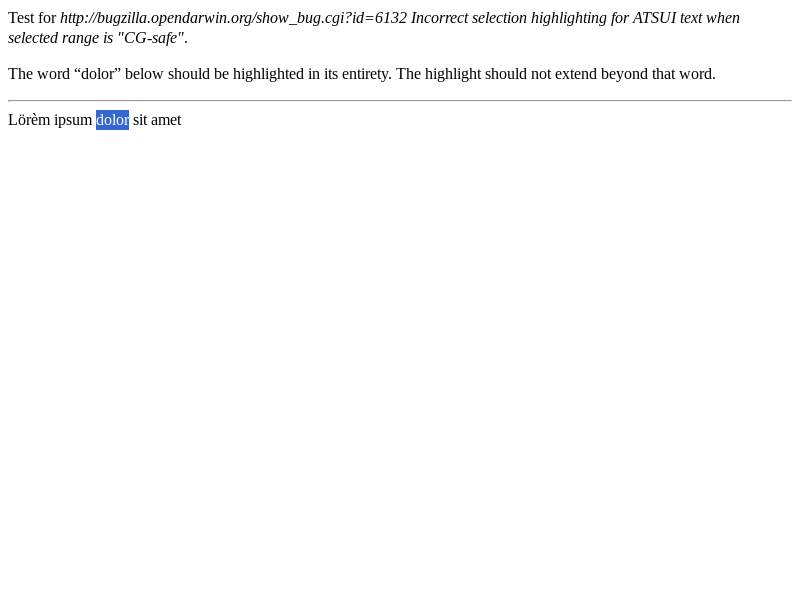 Test for http://bugzilla.opendarwin.org/show_bug.cgi?id=6132 Incorrect selection highlighting for ATSUI text when
selected range is "CG-safe".
The word “dolor” below should be highlighted in its entirety. The highlight should not extend beyond that word.
Lörèm ipsum dolor sit amet